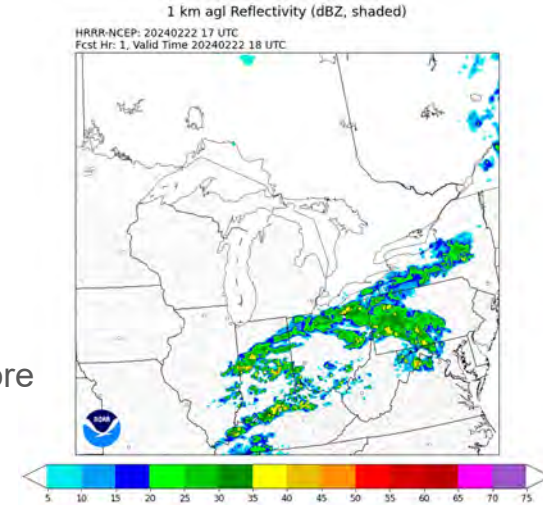 1 km agl Reflectivity (dBZ, shaded)
HRRR-NCEP: 20240222 17 UTC
Fcst Hr: 1, Valid Time 20240222 18 UTC
ore
NOAA
5 10 15 20 25 30 35 40 45 50 55 60 65 70 75